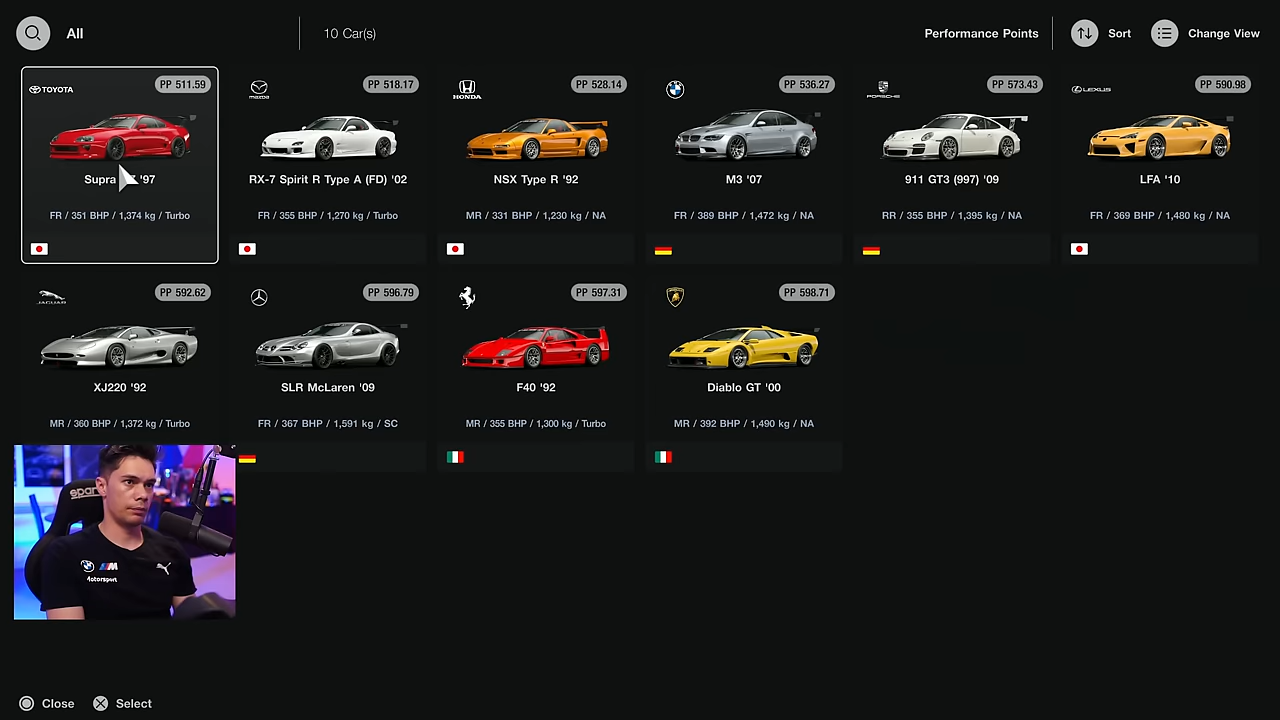 All
10 Car(s)
Performance Points
Sort
Change View
TOYOTA
PP 511.59
Supra
'97
FR / 351 BHP / 1,374 kg / Turbo
mazda
PP 518.17
RX-7 Spirit R Type A (FD) '02
FR / 355 BHP / 1,270 kg / Turbo
HONDA
PP 528.14
NSX Type R '92
MR / 331 BHP / 1,230 kg / NA
PP 536.27
M3 '07
FR / 389 BHP / 1,472 kg / NA
PORSCHE
PP 573.43
911 GT3 (997) '09
RR / 355 BHP / 1,395 kg / NA
LEXUS
PP 590.98
LFA '10
FR / 369 BHP / 1,480 kg / NA
JAGUAR
PP 592.62
XJ220 '92
MR / 360 BHP / 1,372 kg / Turbo
PP 596.79
SLR McLaren '09
FR / 367 BHP / 1,591 kg / SC
PP 597.31
F40 '92
MR / 355 BHP / 1,300 kg / Turbo
PP 598.71
Diablo GT '00
MR / 392 BHP / 1,490 kg / NA
spar
M
Motorsport
Close
Select